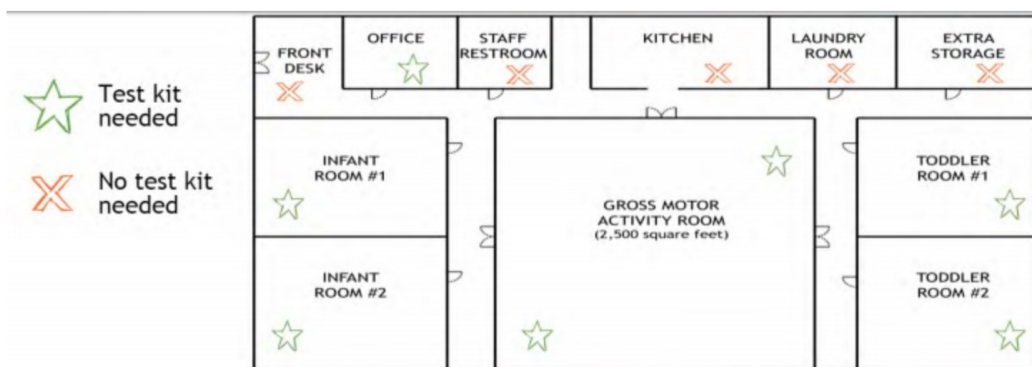 Test kit
needed
No test kit
needed
FRONT
DESK
OFFICE
STAFF
RESTROOM
KITCHEN
LAUNDRY
ROOM
EXTRA
STORAGE
INFANT
ROOM #1
GROSS MOTOR
ACTIVITY ROOM
(2,500 square feet)
TODDLER
ROOM #1
INFANT
ROOM #2
TODDLER
ROOM #2